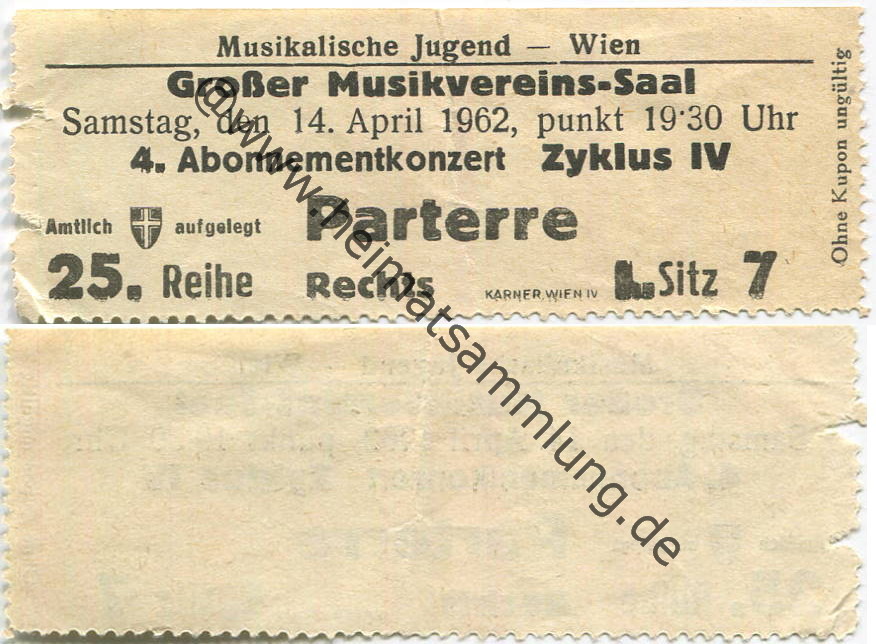 Musikalische Jugend — Wien
Großer Musikvereins-Saal
Samstag, den 14. April 1962, punkt 19·30 Uhr
4. Abonnementkonzert Zyklus IV
Amtlich aufgelegt Parterre
25. Reihe Rechts KARNER, WIEN IV L. Sitz 7
Ohne Kupon ungültig
@www.heimatsammlung.de